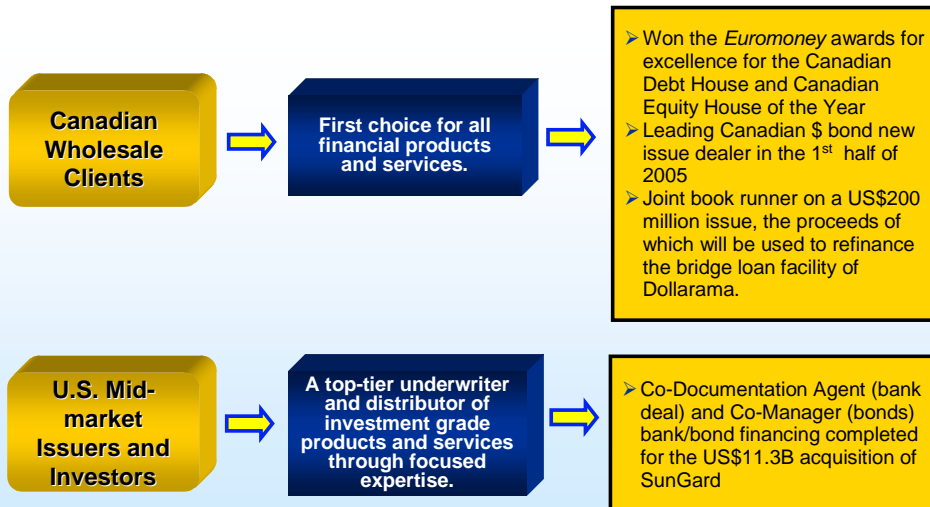 Canadian
Wholesale
Clients
First choice for all
financial products
and services.
➢ Won the Euromoney awards for
excellence for the Canadian
Debt House and Canadian
Equity House of the Year
➢ Leading Canadian $ bond new
issue dealer in the 1st half of
2005
➢ Joint book runner on a US$200
million issue, the proceeds of
which will be used to refinance
the bridge loan facility of
Dollarama.
U.S. Mid-
market
Issuers and
Investors
A top-tier underwriter
and distributor of
investment grade
products and services
through focused
expertise.
➢ Co-Documentation Agent (bank
deal) and Co-Manager (bonds)
bank/bond financing completed
for the US$11.3B acquisition of
SunGard